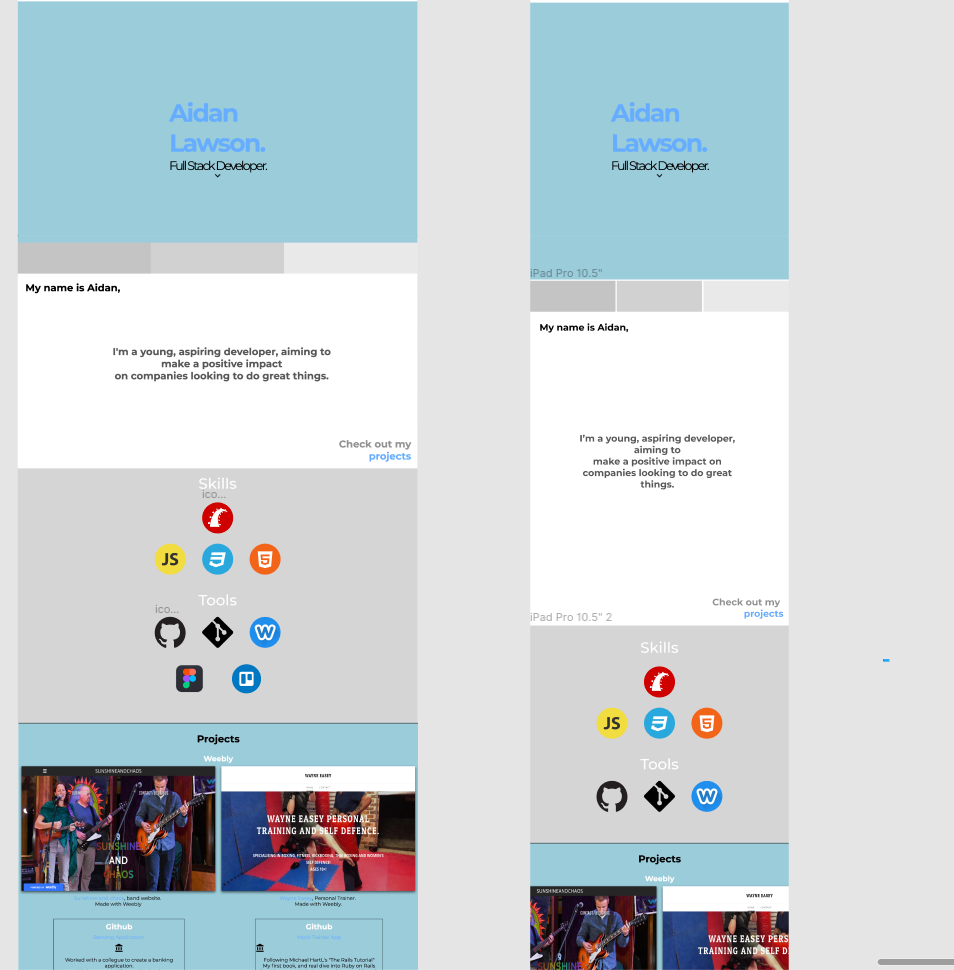 Aidan
Lawson.
Full Stack Developer.
My name is Aidan,
I'm a young, aspiring developer, aiming to
make a positive impact
on companies looking to do great things.
Check out my
projects
Skills
ico...
JS
Tools
ico...
Projects
Weebly
SUNSHINEANDCHAOS
SUNSHINE
AND
CHAOS
WAYNE EASEY
WAYNE EASEY PERSONAL
TRAINING AND SELF DEFENCE.
SPECIALISING IN BOXING, FITNESS, KICKBOXING, THAI BOXING AND WOMEN'S
SELF DEFENCE!
AGES 10+!
, band website.
Made with Weebly
, Personal Trainer.
Made with Weebly.
Github
Worked with a collegue to create a banking
application.
Github
Following Michael Hartl,'s "The Rails Tutorial"
My first book, and real dive into Ruby on Rails
Aidan
Lawson.
Full Stack Developer.
iPad Pro 10.5"
My name is Aidan,
I'm a young, aspiring developer,
aiming to
make a positive impact on
companies looking to do great
things.
Check out my
projects
iPad Pro 10.5" 2
Skills
JS
Tools
Projects
Weebly
SUNSHINEANDCHAOS
WAYNE EASEY
WAYNE EASEY PERS
TRAINING AND SELF D